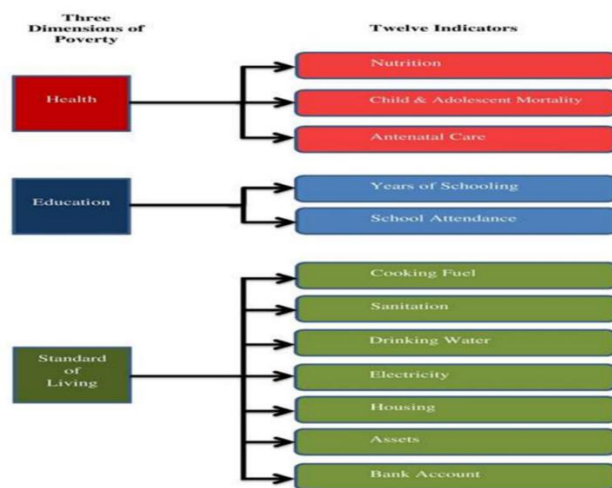 Three
Dimensions of
Poverty
Twelve Indicators
Health
Nutrition
Child & Adolescent Mortality
Antenatal Care
Education
Years of Schooling
School Attendance
Standard
of
Living
Cooking Fuel
Sanitation
Drinking Water
Electricity
Housing
Assets
Bank Account